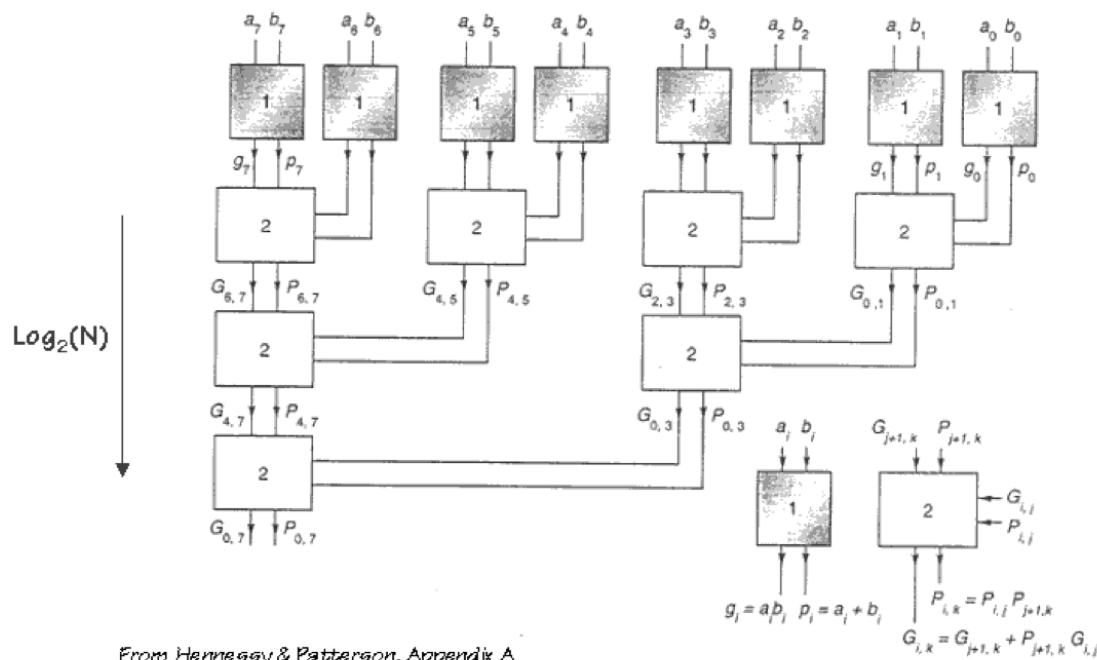 a₇ b₇ a₆ b₆ a₅ b₅ a₄ b₄ a₃ b₃ a₂ b₂ a₁ b₁ a₀ b₀
1 1 1 1 1 1 1 1
g₇ p₇ g₁ p₁ g₀ p₀
2 2 2 2
G₆,₇ P₆,₇ G₄,₅ P₄,₅ G₂,₃ P₂,₃ G₀,₁ P₀,₁
Log₂(N)
2 2
G₄,₇ P₄,₇ G₀,₃ P₀,₃
2
G₀,₇ P₀,₇
aᵢ bᵢ
1
gᵢ = aᵢbᵢ pᵢ = aᵢ + bᵢ
Gⱼ₊₁,ₖ Pⱼ₊₁,ₖ
2
Gᵢ,ⱼ
Pᵢ,ⱼ
Pᵢ,ₖ = Pᵢ,ⱼ Pⱼ₊₁,ₖ
Gᵢ,ₖ = Gⱼ₊₁,ₖ + Pⱼ₊₁,ₖ Gᵢ,ⱼ
From Hennessy & Patterson, Appendix A